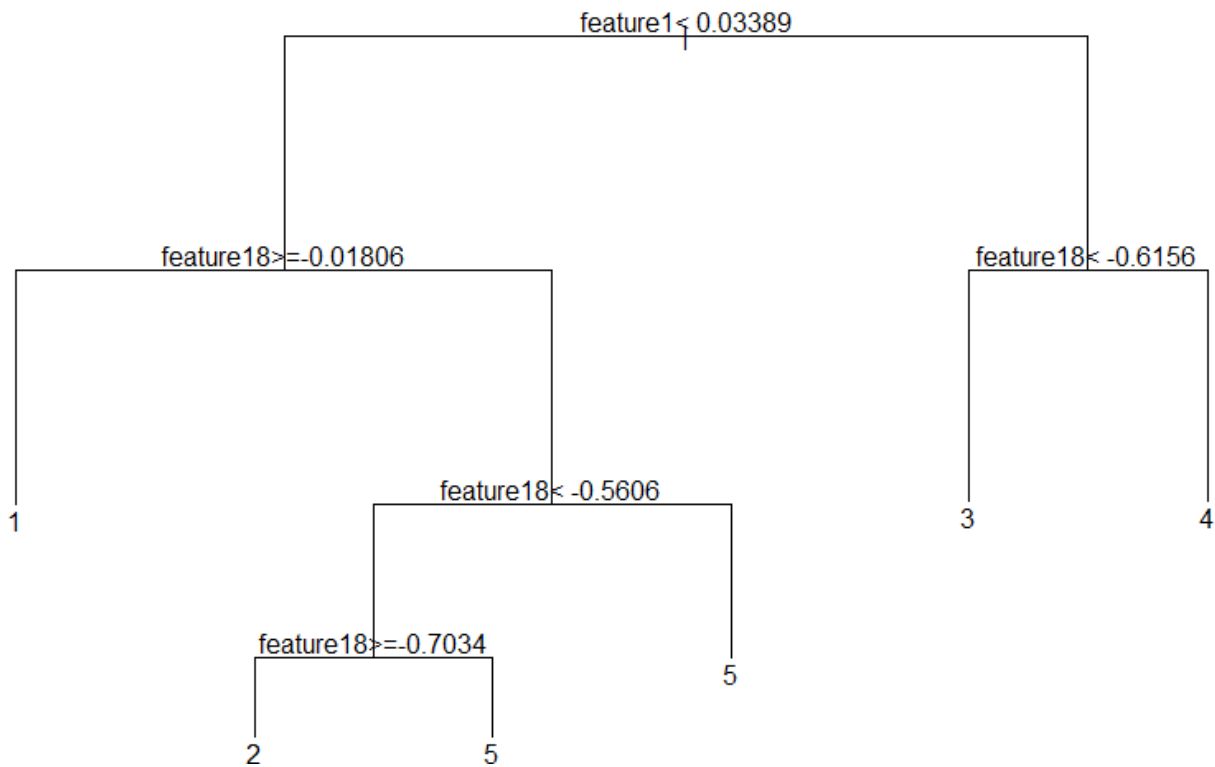 feature1< 0.03389
feature18>=-0.01806
feature18< -0.6156
feature18< -0.5606
1
3
4
feature18>=-0.7034
5
2
5